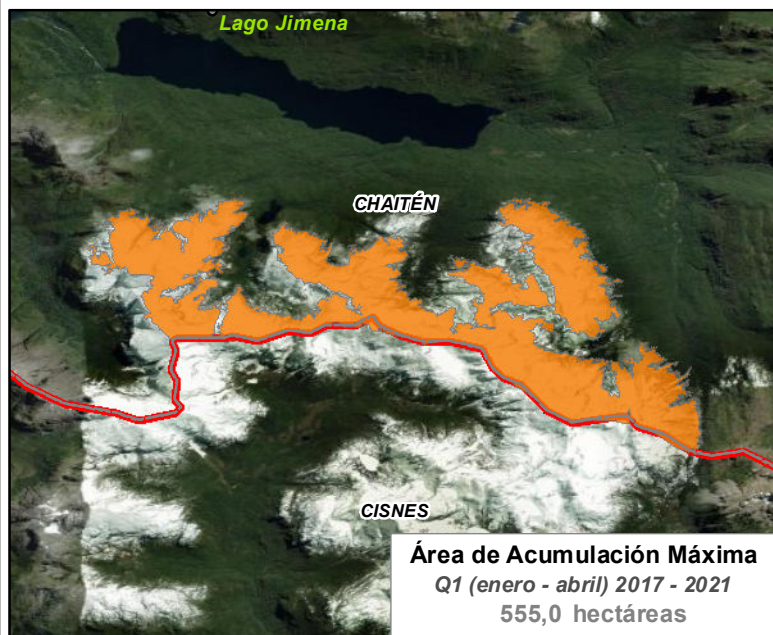 Lago Jimena
CHAITÉN
CISNES
Área de Acumulación Máxima
Q1 (enero - abril) 2017 - 2021
555,0 hectáreas